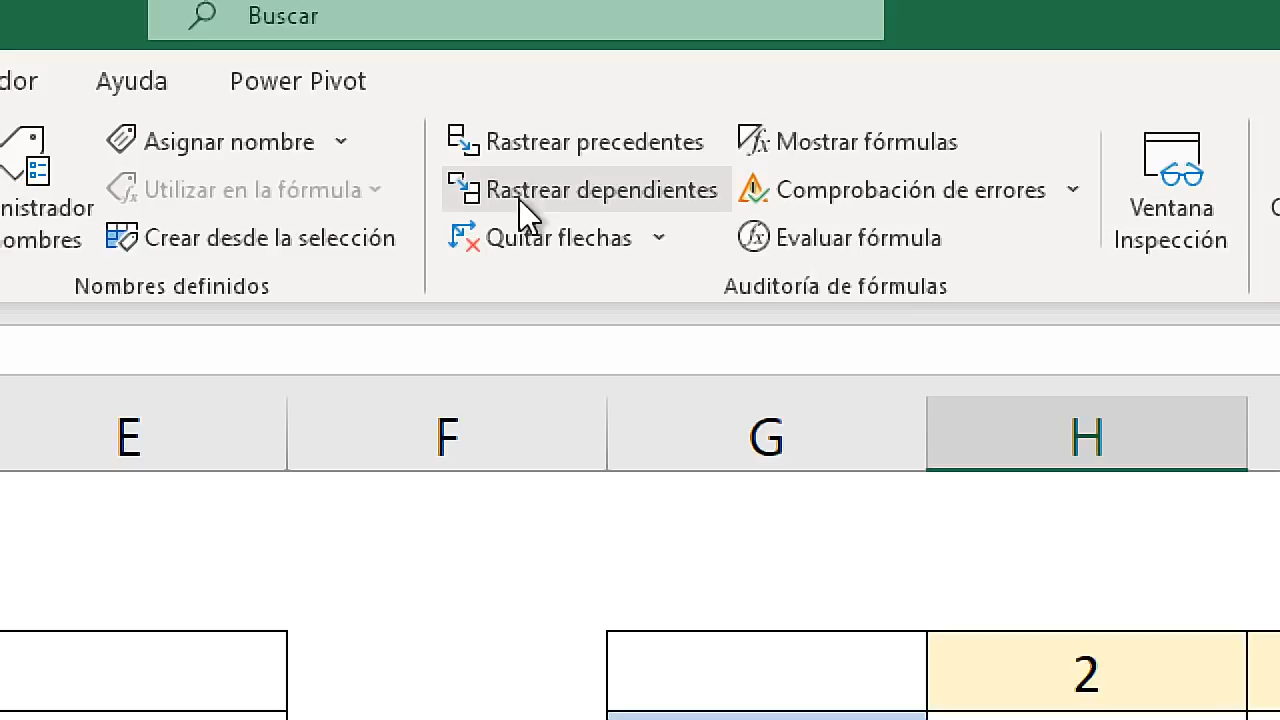 Buscar
dor Ayuda Power Pivot
Asignar nombre
Utilizar en la fórmula
Crear desde la selección
nistrador
ombres
Nombres definidos
Rastrear precedentes
Rastrear dependientes
Quitar flechas
Mostrar fórmulas
Comprobación de errores
Evaluar fórmula
Auditoría de fórmulas
Ventana
Inspección
E F G H
2